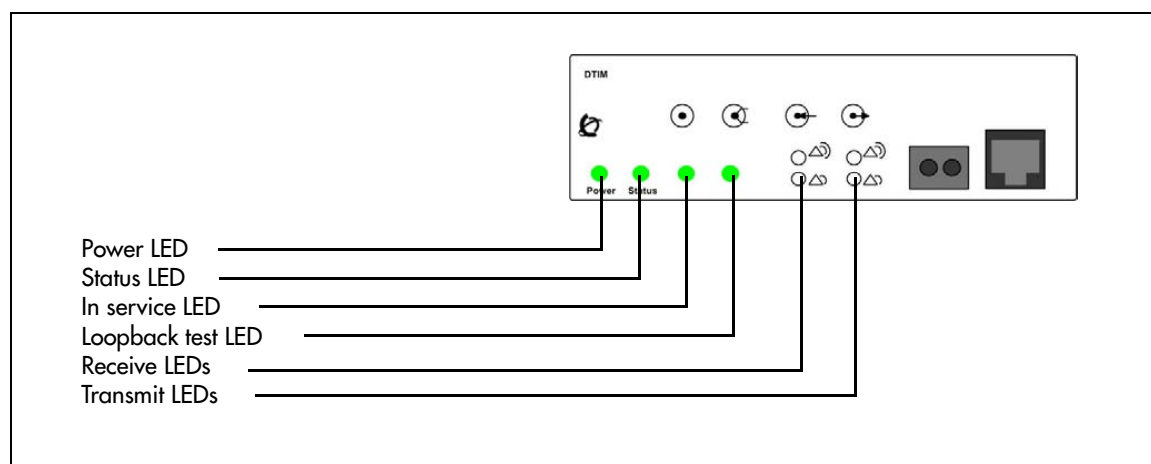 DTIM
Power Status
Power LED
Status LED
In service LED
Loopback test LED
Receive LEDs
Transmit LEDs